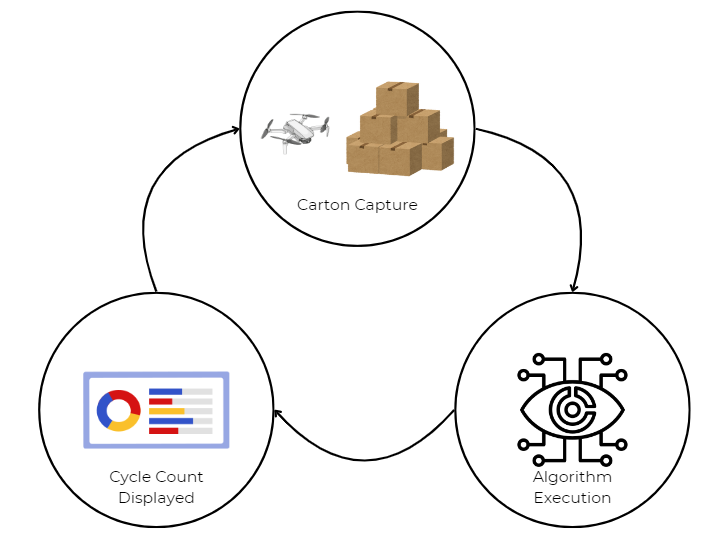 Carton Capture
Cycle Count
Displayed
Algorithm
Execution